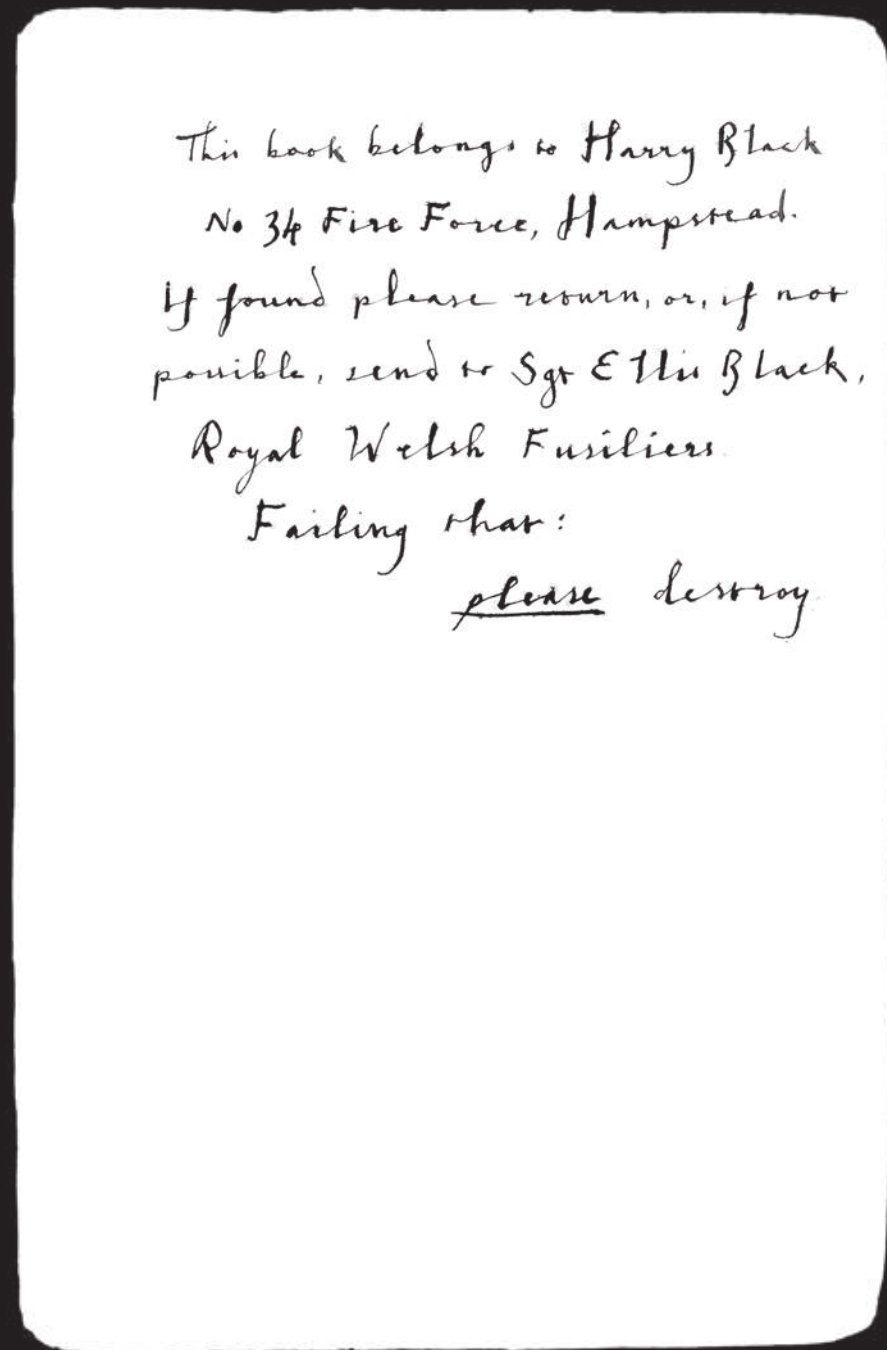 This book belongs to Harry Black
No 34 Fire Force, Hampstead.
If found please return, or, if not
possible, send to Sgt Ellis Black,
Royal Welsh Fusiliers
Failing that:
please destroy